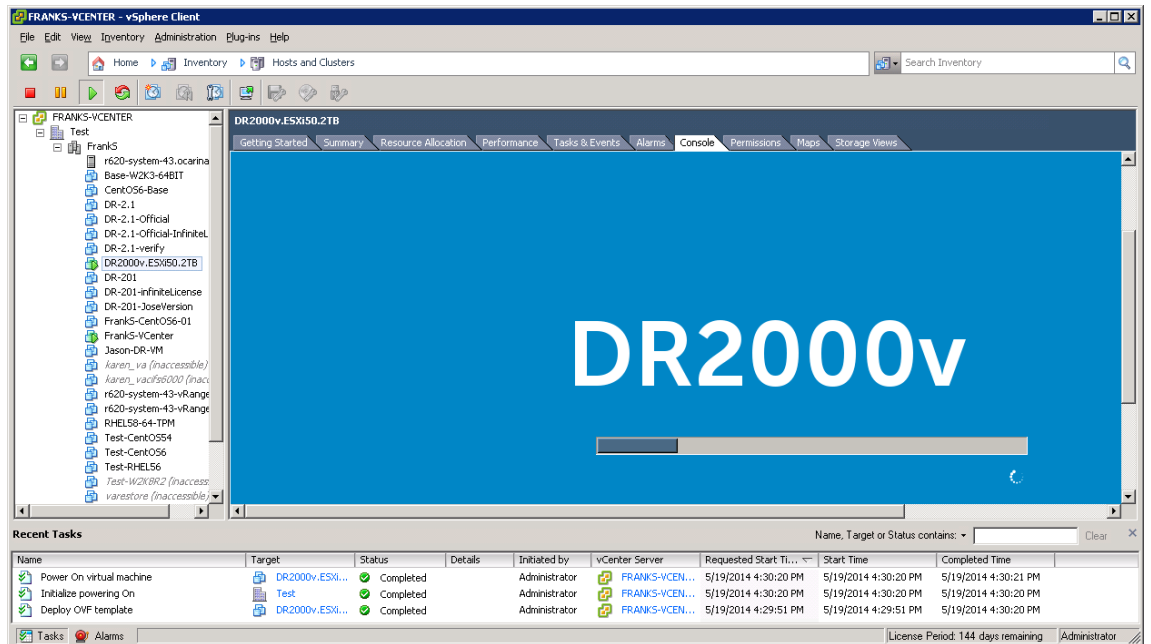 FRANKS-VCENTER - vSphere Client
File Edit View Inventory Administration Plug-ins Help
Home Inventory Hosts and Clusters Search Inventory
FRANKS-VCENTER
Test
FrankS
r620-system-43.ocarina
Base-W2K3-64BIT
CentOS6-Base
DR-2.1
DR-2.1-Official
DR-2.1-Official-InfiniteL
DR-2.1-verify
DR2000v.ESXi50.2TB
DR-201
DR-201-infiniteLicense
DR-201-JoseVersion
FrankS-CentOS6-01
FrankS-VCenter
Jason-DR-VM
karen_va (inaccessible)
karen_vacifs6000 (inacc
r620-system-43-vRange
r620-system-43-vRange
RHEL58-64-TPM
Test-CentOS54
Test-CentOS6
Test-RHEL56
Test-W2K8R2 (inaccess
varestore (inaccessible)
DR2000v.ESXi50.2TB
Getting Started Summary Resource Allocation Performance Tasks & Events Alarms Console Permissions Maps Storage Views
DR2000v
Recent Tasks
Name, Target or Status contains: Clear
Name Target Status Details Initiated by vCenter Server Requested Start Ti... Start Time Completed Time
Power On virtual machine DR2000v.ESXi... Completed Administrator FRANKS-VCEN... 5/19/2014 4:30:20 PM 5/19/2014 4:30:20 PM 5/19/2014 4:30:21 PM
Initialize powering On Test Completed Administrator FRANKS-VCEN... 5/19/2014 4:30:20 PM 5/19/2014 4:30:20 PM 5/19/2014 4:30:20 PM
Deploy OVF template DR2000v.ESXi... Completed Administrator FRANKS-VCEN... 5/19/2014 4:29:51 PM 5/19/2014 4:29:51 PM 5/19/2014 4:30:20 PM
Tasks Alarms License Period: 144 days remaining Administrator